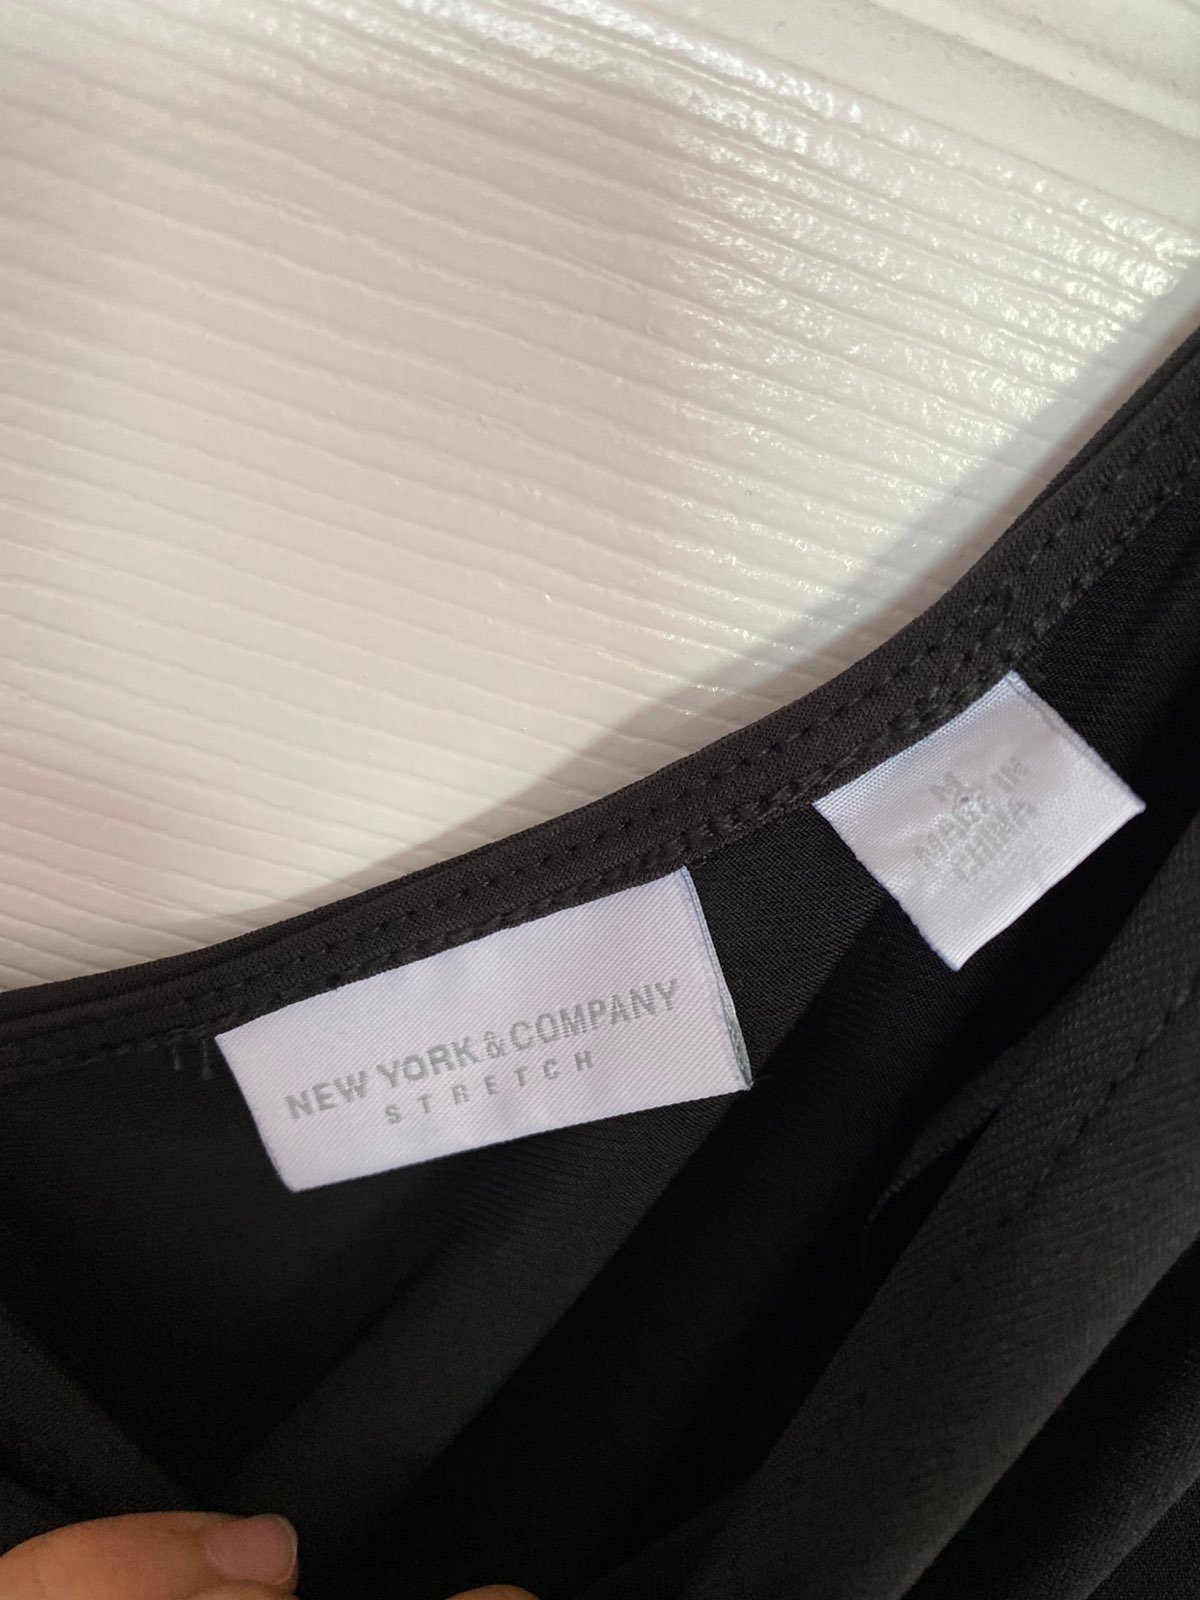 NEW YORK & COMPANY
STRETCH
M
MADE IN
CHINA